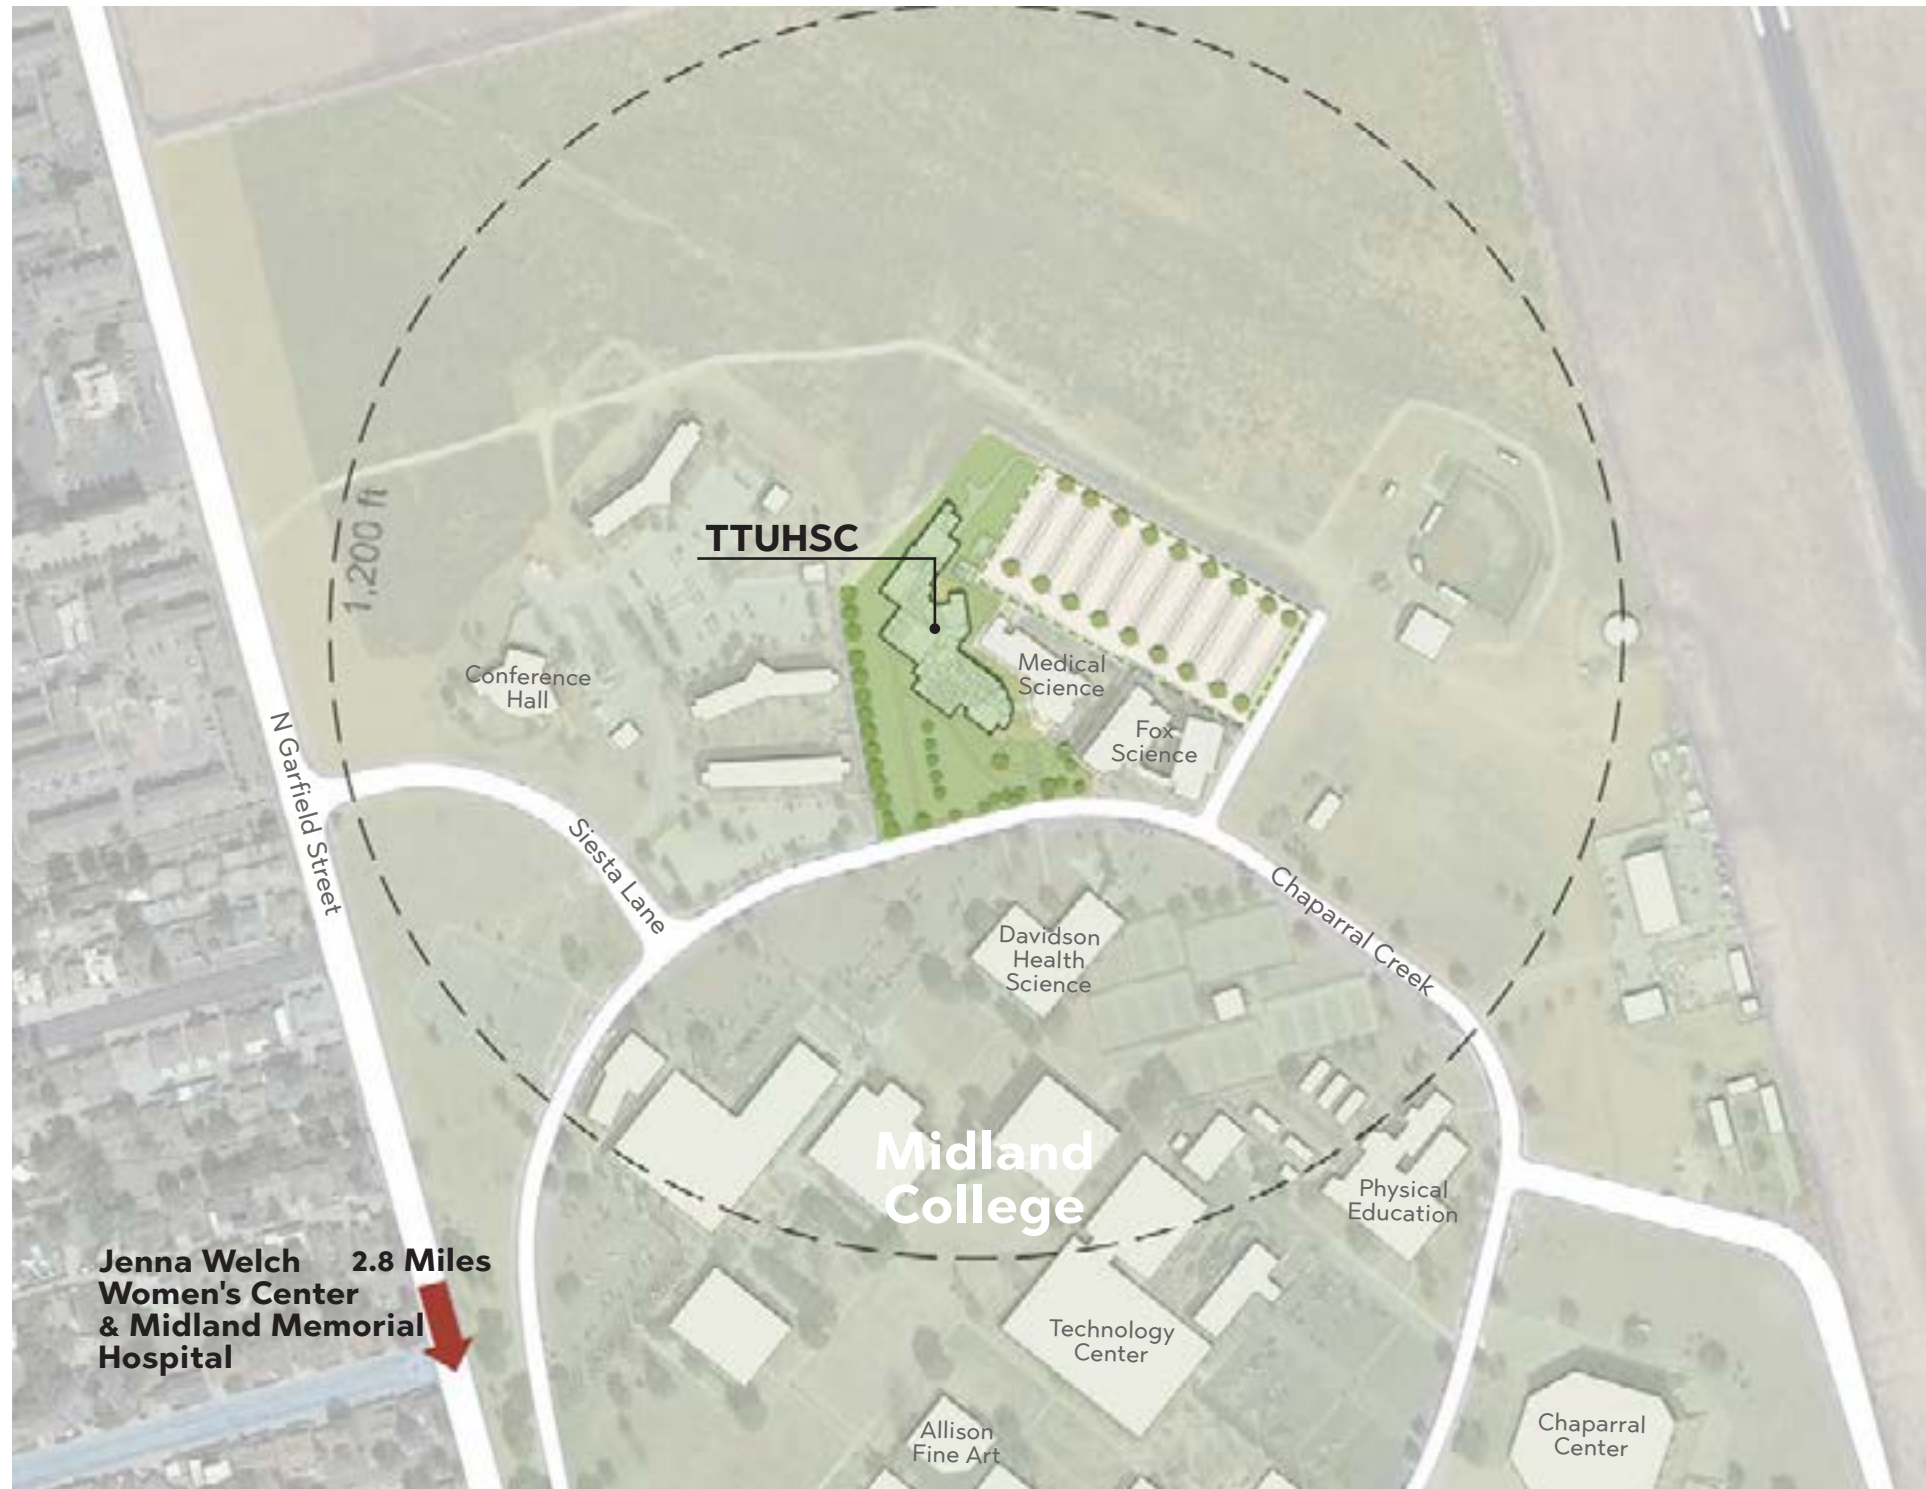 1,200 ft
TTUHSC
Conference
Hall
Medical
Science
Fox
Science
N Garfield Street
Siesta Lane
Chaparral Creek
Davidson
Health
Science
Midland
College
Physical
Education
Jenna Welch 2.8 Miles
Women's Center
& Midland Memorial
Hospital
Technology
Center
Allison
Fine Art
Chaparral
Center